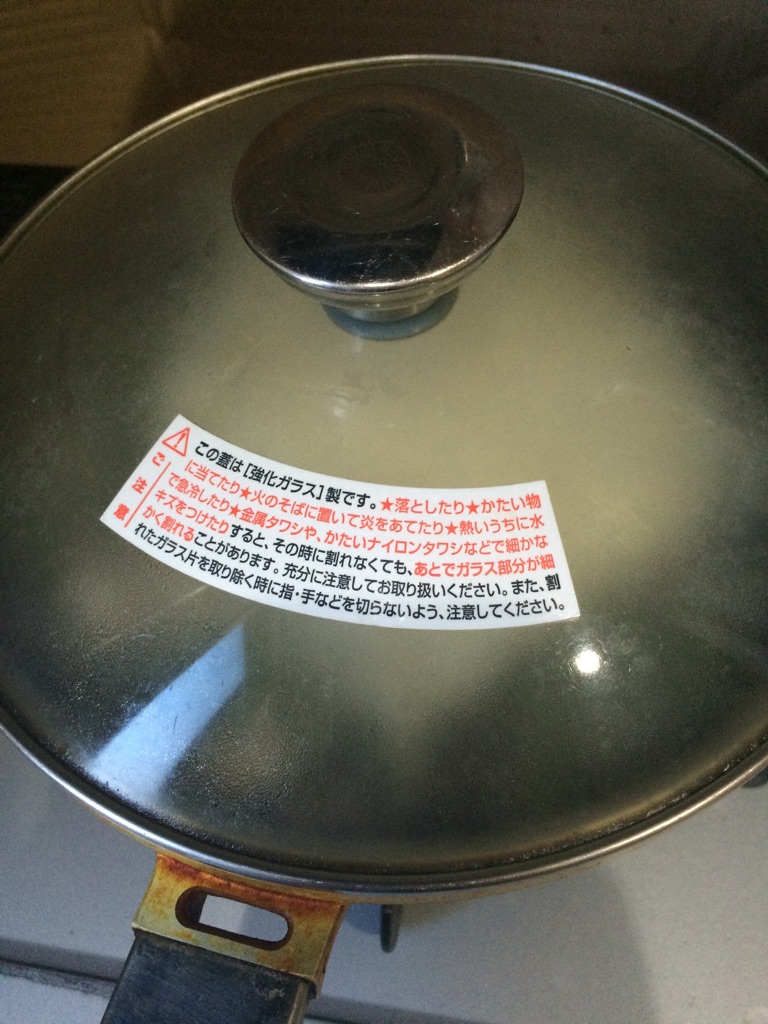 ご注意
この蓋は[強化ガラス]製です。★落としたり★かたい物
に当てたり★火のそばに置いて炎をあてたり★熱いうちに水
で急冷したり★金属タワシや、かたいナイロンタワシなどで細かな
キズをつけたりすると、その時に割れなくても、あとでガラス部分が細
かく割れることがあります。充分に注意してお取り扱いください。また、割
れたガラス片を取り除く時に指・手などを切らないよう、注意してください。